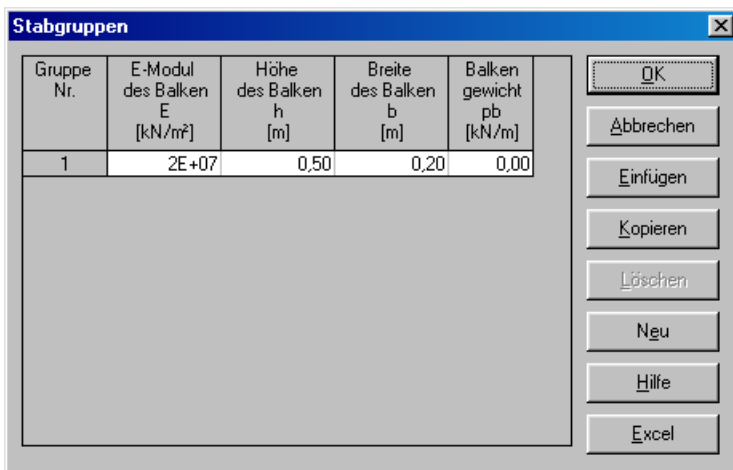 Stabgruppen
Gruppe Nr.
E-Modul des Balken E [kN/m²]
Höhe des Balken h [m]
Breite des Balken b [m]
Balken gewicht pb [kN/m]
1 2E+07 0,50 0,20 0,00
OK
Abbrechen
Einfügen
Kopieren
Löschen
Neu
Hilfe
Excel